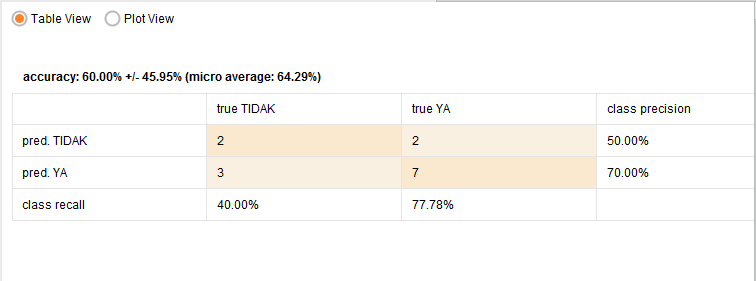 Table View Plot View
accuracy: 60.00% +/- 45.95% (micro average: 64.29%)
true TIDAK true YA class precision
pred. TIDAK 2 2 50.00%
pred. YA 3 7 70.00%
class recall 40.00% 77.78%